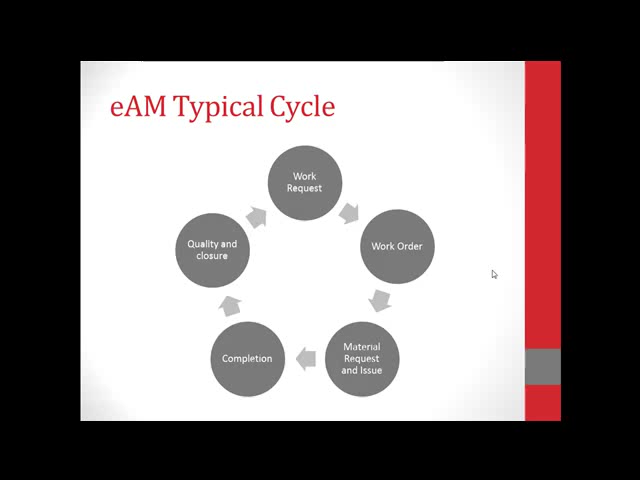 eAM Typical Cycle
Work
Request
Work Order
Material
Request
and Issue
Completion
Quality and
closure